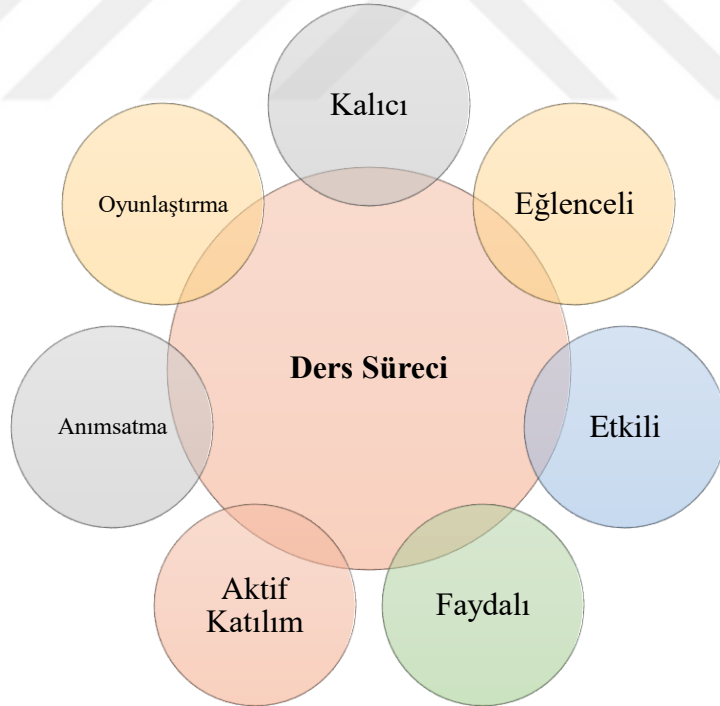 Kalıcı
Oyunlaştırma
Eğlenceli
Ders Süreci
Anımsatma
Etkili
Aktif
Katılım
Faydalı